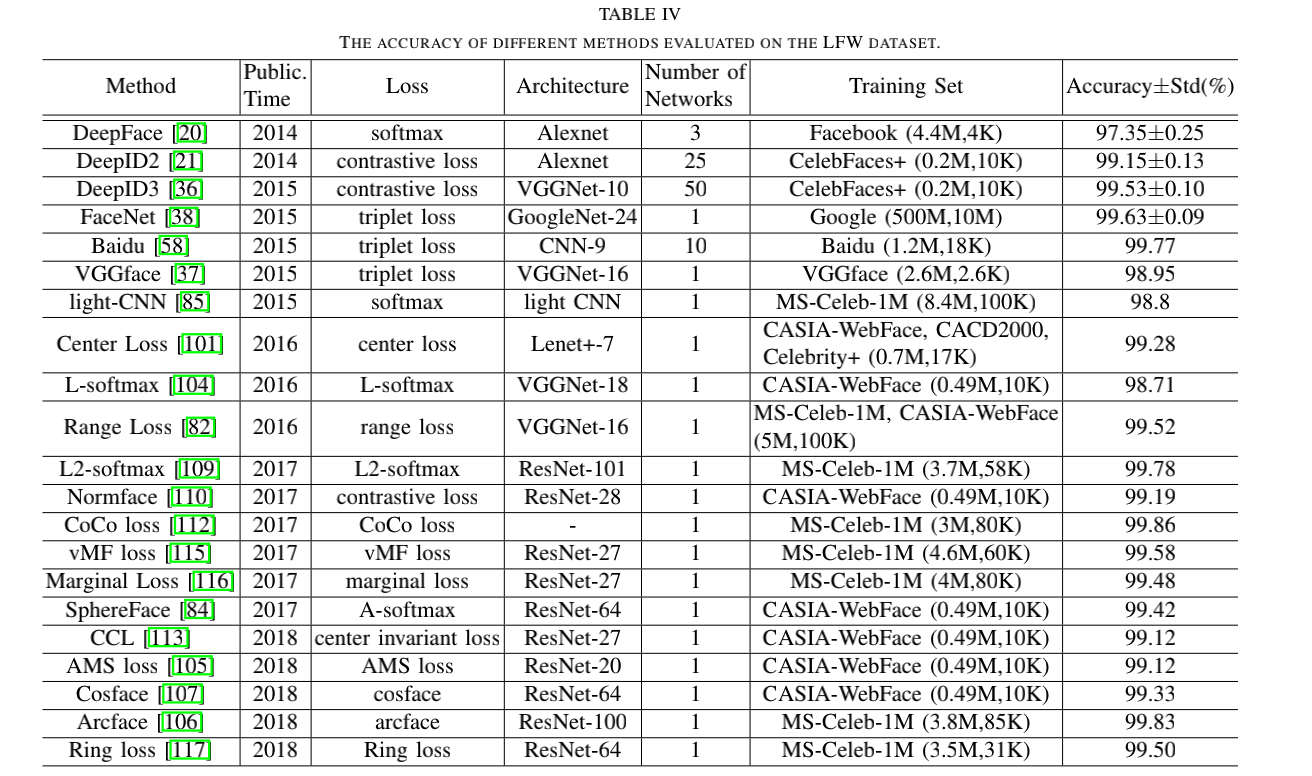 TABLE IV
THE ACCURACY OF DIFFERENT METHODS EVALUATED ON THE LFW DATASET.
Method Public. Time Loss Architecture Number of Networks Training Set Accuracy±Std(%)
DeepFace [20] 2014 softmax Alexnet 3 Facebook (4.4M,4K) 97.35±0.25
DeepID2 [21] 2014 contrastive loss Alexnet 25 CelebFaces+ (0.2M,10K) 99.15±0.13
DeepID3 [36] 2015 contrastive loss VGGNet-10 50 CelebFaces+ (0.2M,10K) 99.53±0.10
FaceNet [38] 2015 triplet loss GoogleNet-24 1 Google (500M,10M) 99.63±0.09
Baidu [58] 2015 triplet loss CNN-9 10 Baidu (1.2M,18K) 99.77
VGGface [37] 2015 triplet loss VGGNet-16 1 VGGface (2.6M,2.6K) 98.95
light-CNN [85] 2015 softmax light CNN 1 MS-Celeb-1M (8.4M,100K) 98.8
Center Loss [101] 2016 center loss Lenet+-7 1 CASIA-WebFace, CACD2000, Celebrity+ (0.7M,17K) 99.28
L-softmax [104] 2016 L-softmax VGGNet-18 1 CASIA-WebFace (0.49M,10K) 98.71
Range Loss [82] 2016 range loss VGGNet-16 1 MS-Celeb-1M, CASIA-WebFace (5M,100K) 99.52
L2-softmax [109] 2017 L2-softmax ResNet-101 1 MS-Celeb-1M (3.7M,58K) 99.78
Normface [110] 2017 contrastive loss ResNet-28 1 CASIA-WebFace (0.49M,10K) 99.19
CoCo loss [112] 2017 CoCo loss - 1 MS-Celeb-1M (3M,80K) 99.86
vMF loss [115] 2017 vMF loss ResNet-27 1 MS-Celeb-1M (4.6M,60K) 99.58
Marginal Loss [116] 2017 marginal loss ResNet-27 1 MS-Celeb-1M (4M,80K) 99.48
SphereFace [84] 2017 A-softmax ResNet-64 1 CASIA-WebFace (0.49M,10K) 99.42
CCL [113] 2018 center invariant loss ResNet-27 1 CASIA-WebFace (0.49M,10K) 99.12
AMS loss [105] 2018 AMS loss ResNet-20 1 CASIA-WebFace (0.49M,10K) 99.12
Cosface [107] 2018 cosface ResNet-64 1 CASIA-WebFace (0.49M,10K) 99.33
Arcface [106] 2018 arcface ResNet-100 1 MS-Celeb-1M (3.8M,85K) 99.83
Ring loss [117] 2018 Ring loss ResNet-64 1 MS-Celeb-1M (3.5M,31K) 99.50